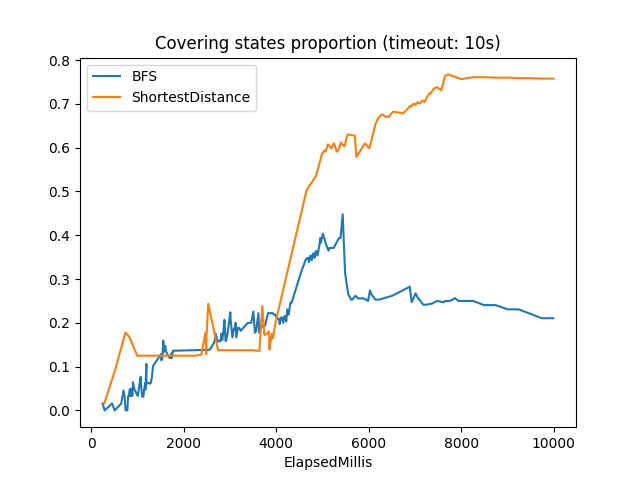 Covering states proportion (timeout: 10s)
BFS
ShortestDistance
0.8
0.7
0.6
0.5
0.4
0.3
0.2
0.1
0.0
0 2000 4000 6000 8000 10000
ElapsedMillis